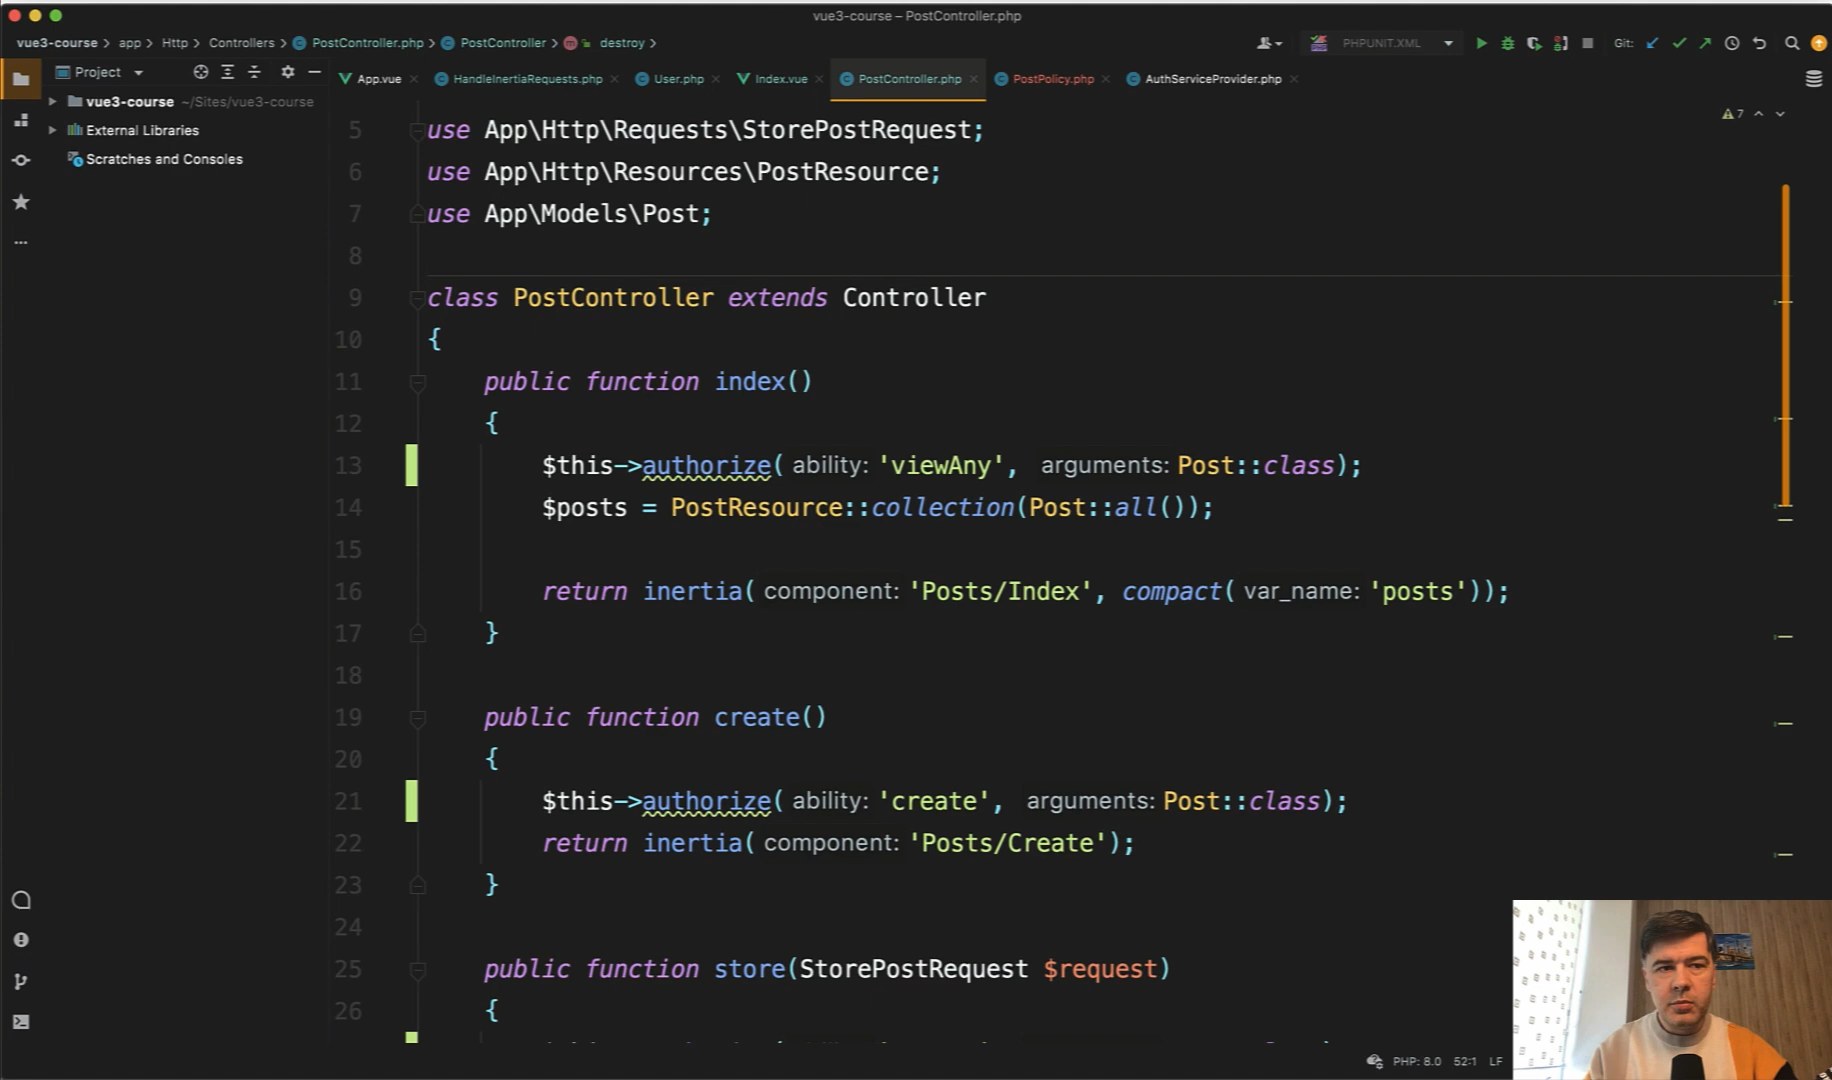 vue3-course – PostController.php
vue3-course app Http Controllers PostController.php PostController destroy
PHPUNIT.XML
Git:
Project
App.vue HandleInertiaRequests.php User.php Index.vue PostController.php PostPolicy.php AuthServiceProvider.php
vue3-course ~/Sites/vue3-course
External Libraries
Scratches and Consoles
7
5 use App\Http\Requests\StorePostRequest;
6 use App\Http\Resources\PostResource;
7 use App\Models\Post;
8
9 class PostController extends Controller
10 {
11 public function index()
12 {
13 $this->authorize( ability: 'viewAny', arguments: Post::class);
14 $posts = PostResource::collection(Post::all());
15
16 return inertia( component: 'Posts/Index', compact( var_name: 'posts'));
17 }
18
19 public function create()
20 {
21 $this->authorize( ability: 'create', arguments: Post::class);
22 return inertia( component: 'Posts/Create');
23 }
24
25 public function store(StorePostRequest $request)
26 {
PHP: 8.0 52:1 LF